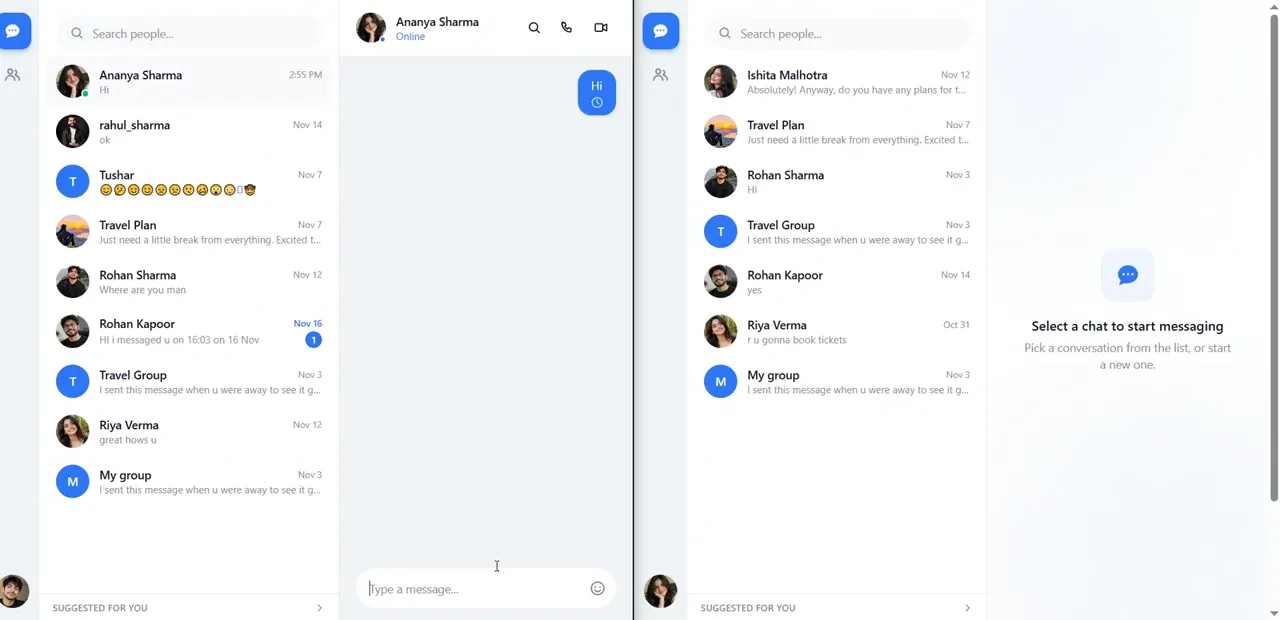 Search people...
Ananya Sharma
2:55 PM
Hi
rahul_sharma
Nov 14
ok
T
Tushar
Nov 7
Travel Plan
Nov 7
Just need a little break from everything. Excited t...
Rohan Sharma
Nov 12
Where are you man
Rohan Kapoor
Nov 16
HI i messaged u on 16:03 on 16 Nov
1
T
Travel Group
Nov 3
I sent this message when u were away to see it g...
Riya Verma
Nov 12
great hows u
M
My group
Nov 3
I sent this message when u were away to see it g...
SUGGESTED FOR YOU
Ananya Sharma
Online
Hi
Type a message...
Search people...
Ishita Malhotra
Nov 12
Absolutely! Anyway, do you have any plans for t...
Travel Plan
Nov 7
Just need a little break from everything. Excited t...
Rohan Sharma
Nov 3
HI
T
Travel Group
Nov 3
I sent this message when u were away to see it g...
Rohan Kapoor
Nov 14
yes
Riya Verma
Oct 31
r u gonna book tickets
M
My group
Nov 3
I sent this message when u were away to see it g...
SUGGESTED FOR YOU
Select a chat to start messaging
Pick a conversation from the list, or start
a new one.